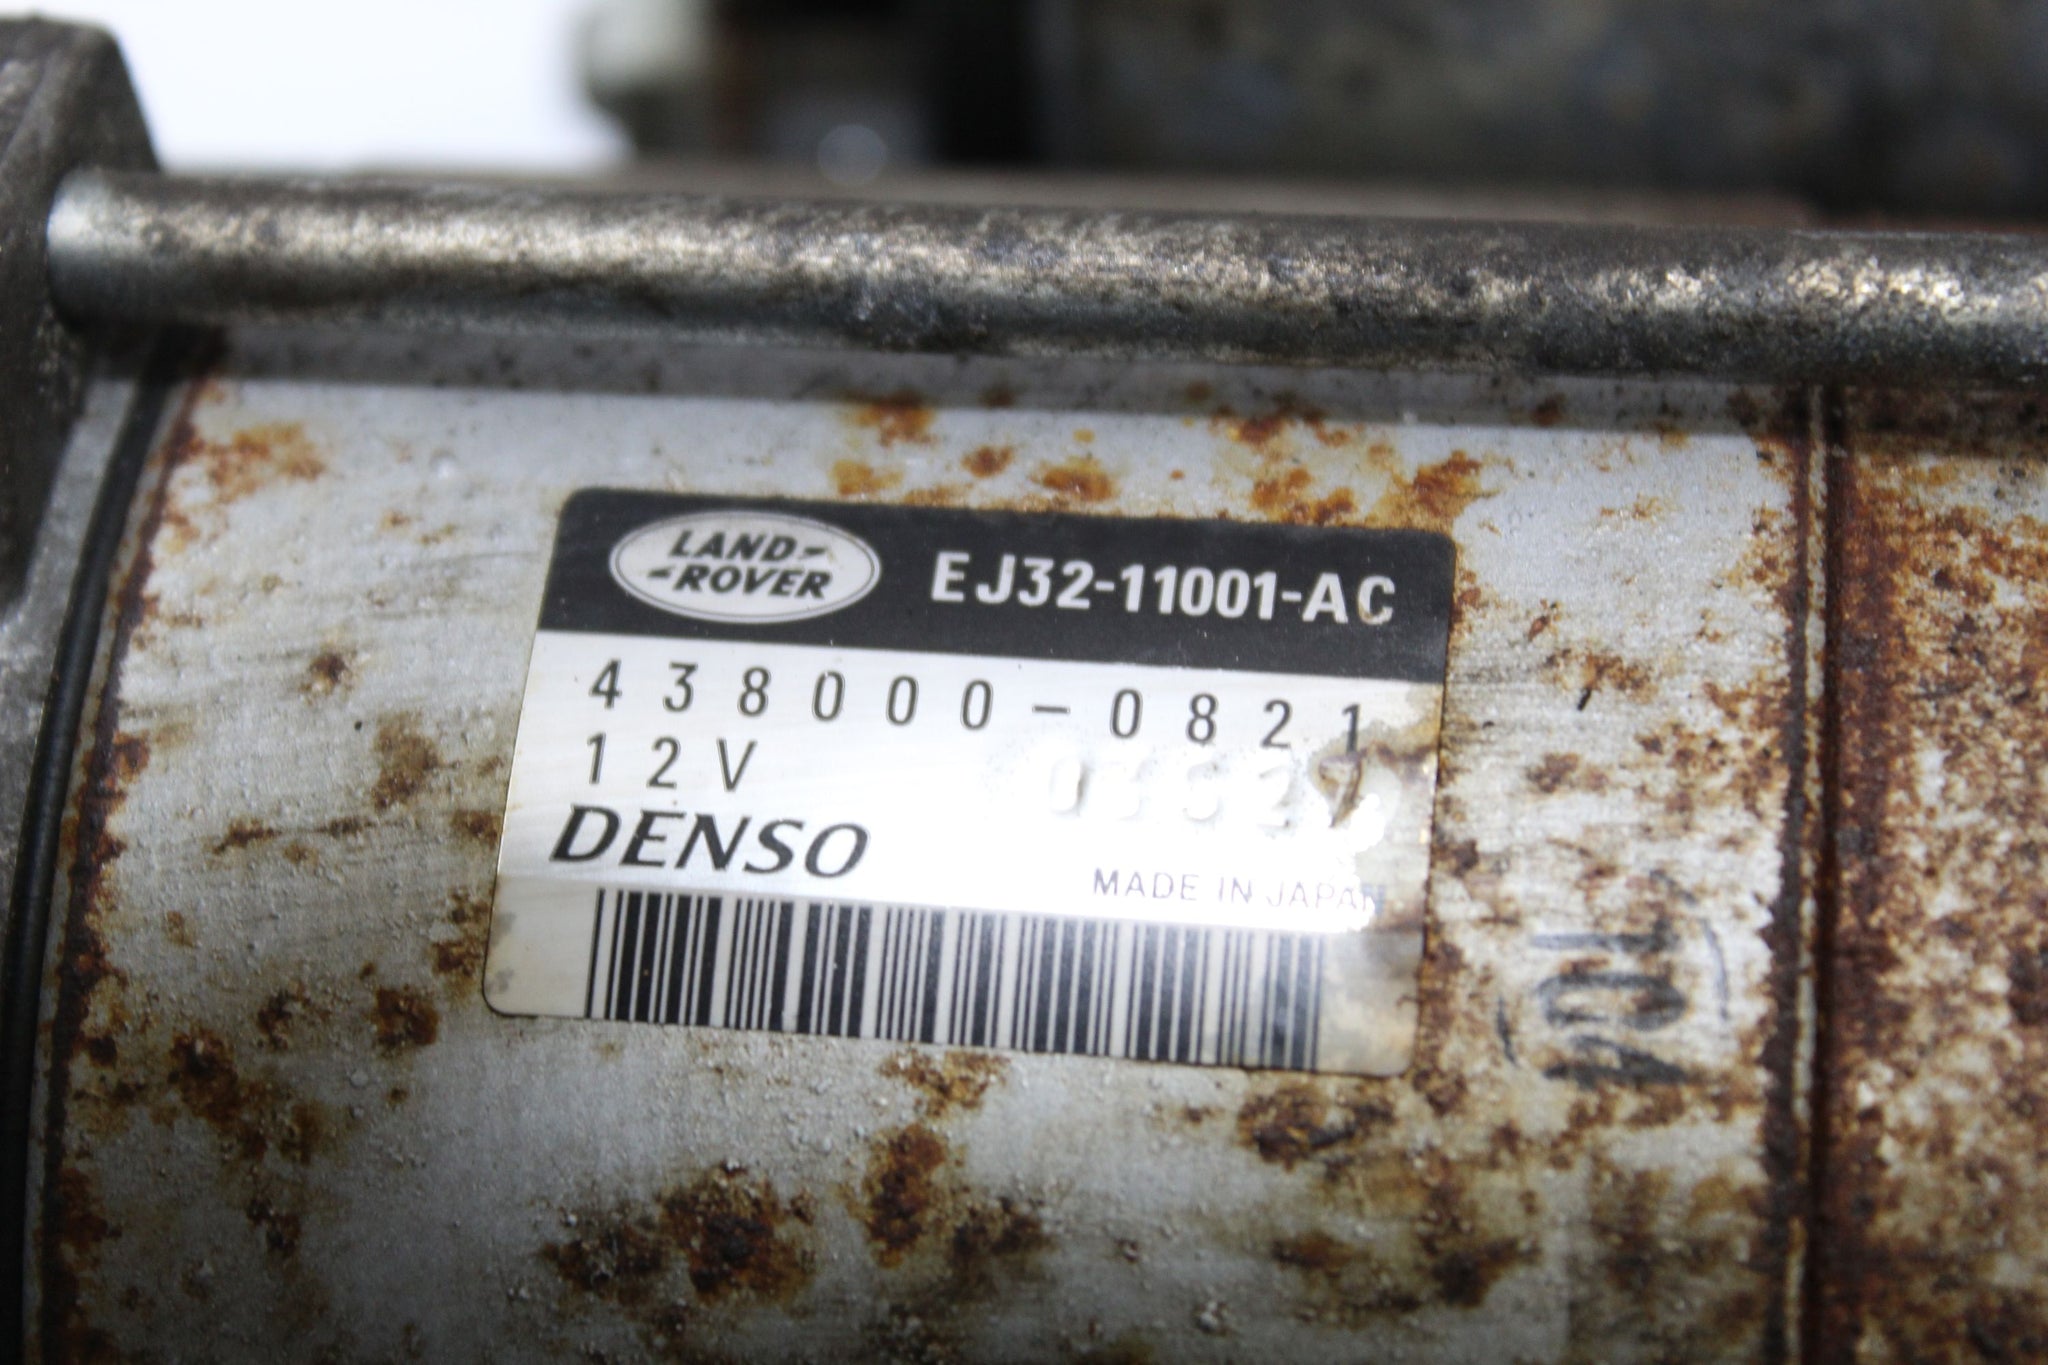 LAND-
-ROVER
EJ32-11001-AC
438000-0821
12V
DENSO
MADE IN JAPAN